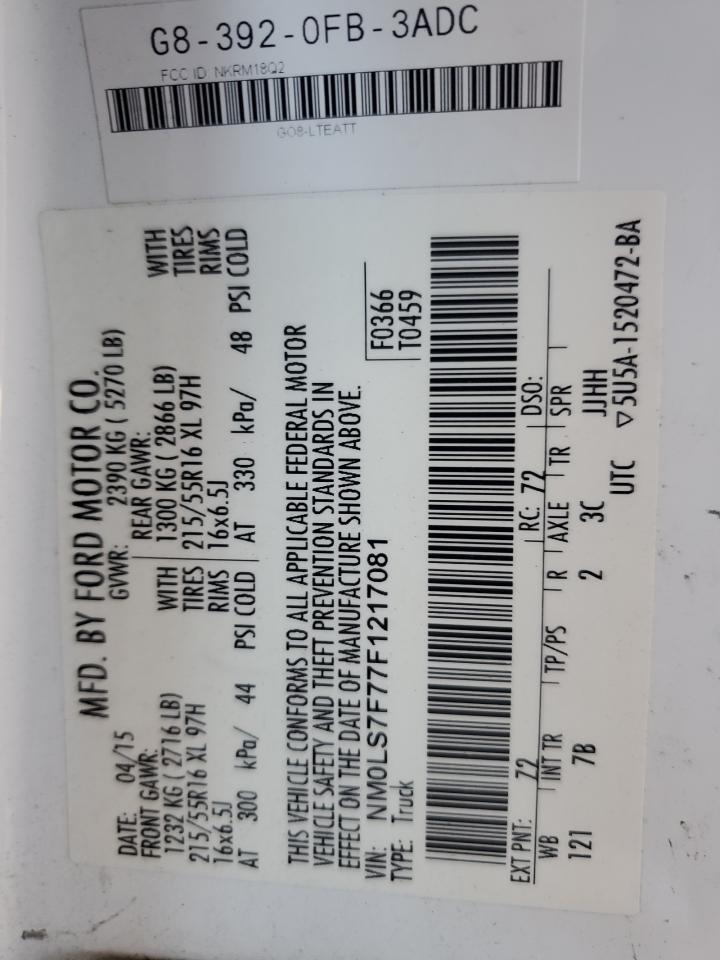 G8-392-0FB-3ADC
FCC ID NKRM18Q2
GO8-LTEATT
MFD. BY FORD MOTOR CO.
DATE: 04/15 GVWR: 2390 KG ( 5270 LB)
FRONT GAWR: REAR GAWR:
1232 KG ( 2716 LB) WITH 1300 KG ( 2866 LB) WITH
215/55R16 XL 97H TIRES 215/55R16 XL 97H TIRES
16x6.5J RIMS 16x6.5J RIMS
AT 300 kPa/ 44 PSI COLD AT 330 kPa/ 48 PSI COLD
THIS VEHICLE CONFORMS TO ALL APPLICABLE FEDERAL MOTOR
VEHICLE SAFETY AND THEFT PREVENTION STANDARDS IN
EFFECT ON THE DATE OF MANUFACTURE SHOWN ABOVE.
VIN: NM0LS7F77F1217081 F0366
TYPE: Truck T0459
EXT PNT: Z2 RC: 72 DSO:
WB INT TR TP/PS R AXLE TR SPR
121 7B 2 3C JJHH
UTC ▽5U5A-1520472-BA